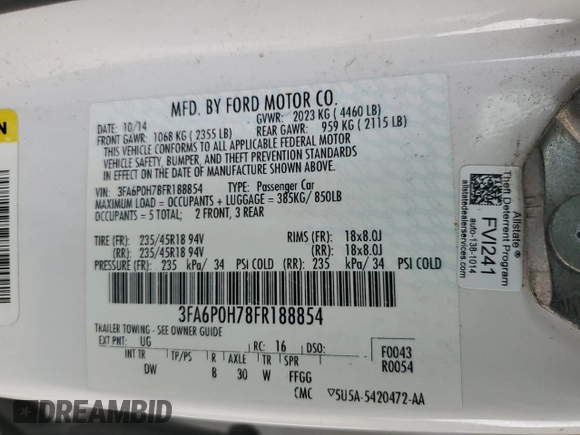 MFD. BY FORD MOTOR CO.
DATE: 10/14
GVWR: 2023 KG ( 4460 LB)
FRONT GAWR: 1068 KG ( 2355 LB)
REAR GAWR: 959 KG ( 2115 LB)
THIS VEHICLE CONFORMS TO ALL APPLICABLE FEDERAL MOTOR
VEHICLE SAFETY, BUMPER, AND THEFT PREVENTION STANDARDS IN
EFFECT ON THE DATE OF MANUFACTURE SHOWN ABOVE.
VIN: 3FA6P0H78FR188854 TYPE: Passenger Car
MAXIMUM LOAD = OCCUPANTS + LUGGAGE = 385KG/ 850LB
OCCUPANTS = 5 TOTAL: 2 FRONT, 3 REAR
TIRE (FR): 235/45R18 94V RIMS (FR): 18x8.0J
(RR): 235/45R18 94V (RR): 18x8.0J
PRESSURE (FR): 235 kPa/ 34 PSI COLD (RR): 235 kPa/ 34 PSI COLD
3FA6P0H78FR188854
TRAILER TOWING - SEE OWNER GUIDE
EXT PNT: UG RC: 16 DSO: F0043
INT TR TP/PS R AXLE TR SPR R0054
DW 8 30 W FFGG
CMC ▽5U5A-5420472-AA
Allstate®
Theft Deterrent Program
allstatedealerservices.com
FVI241
auto-138-1014
AutoBidCar
AutoBidCar